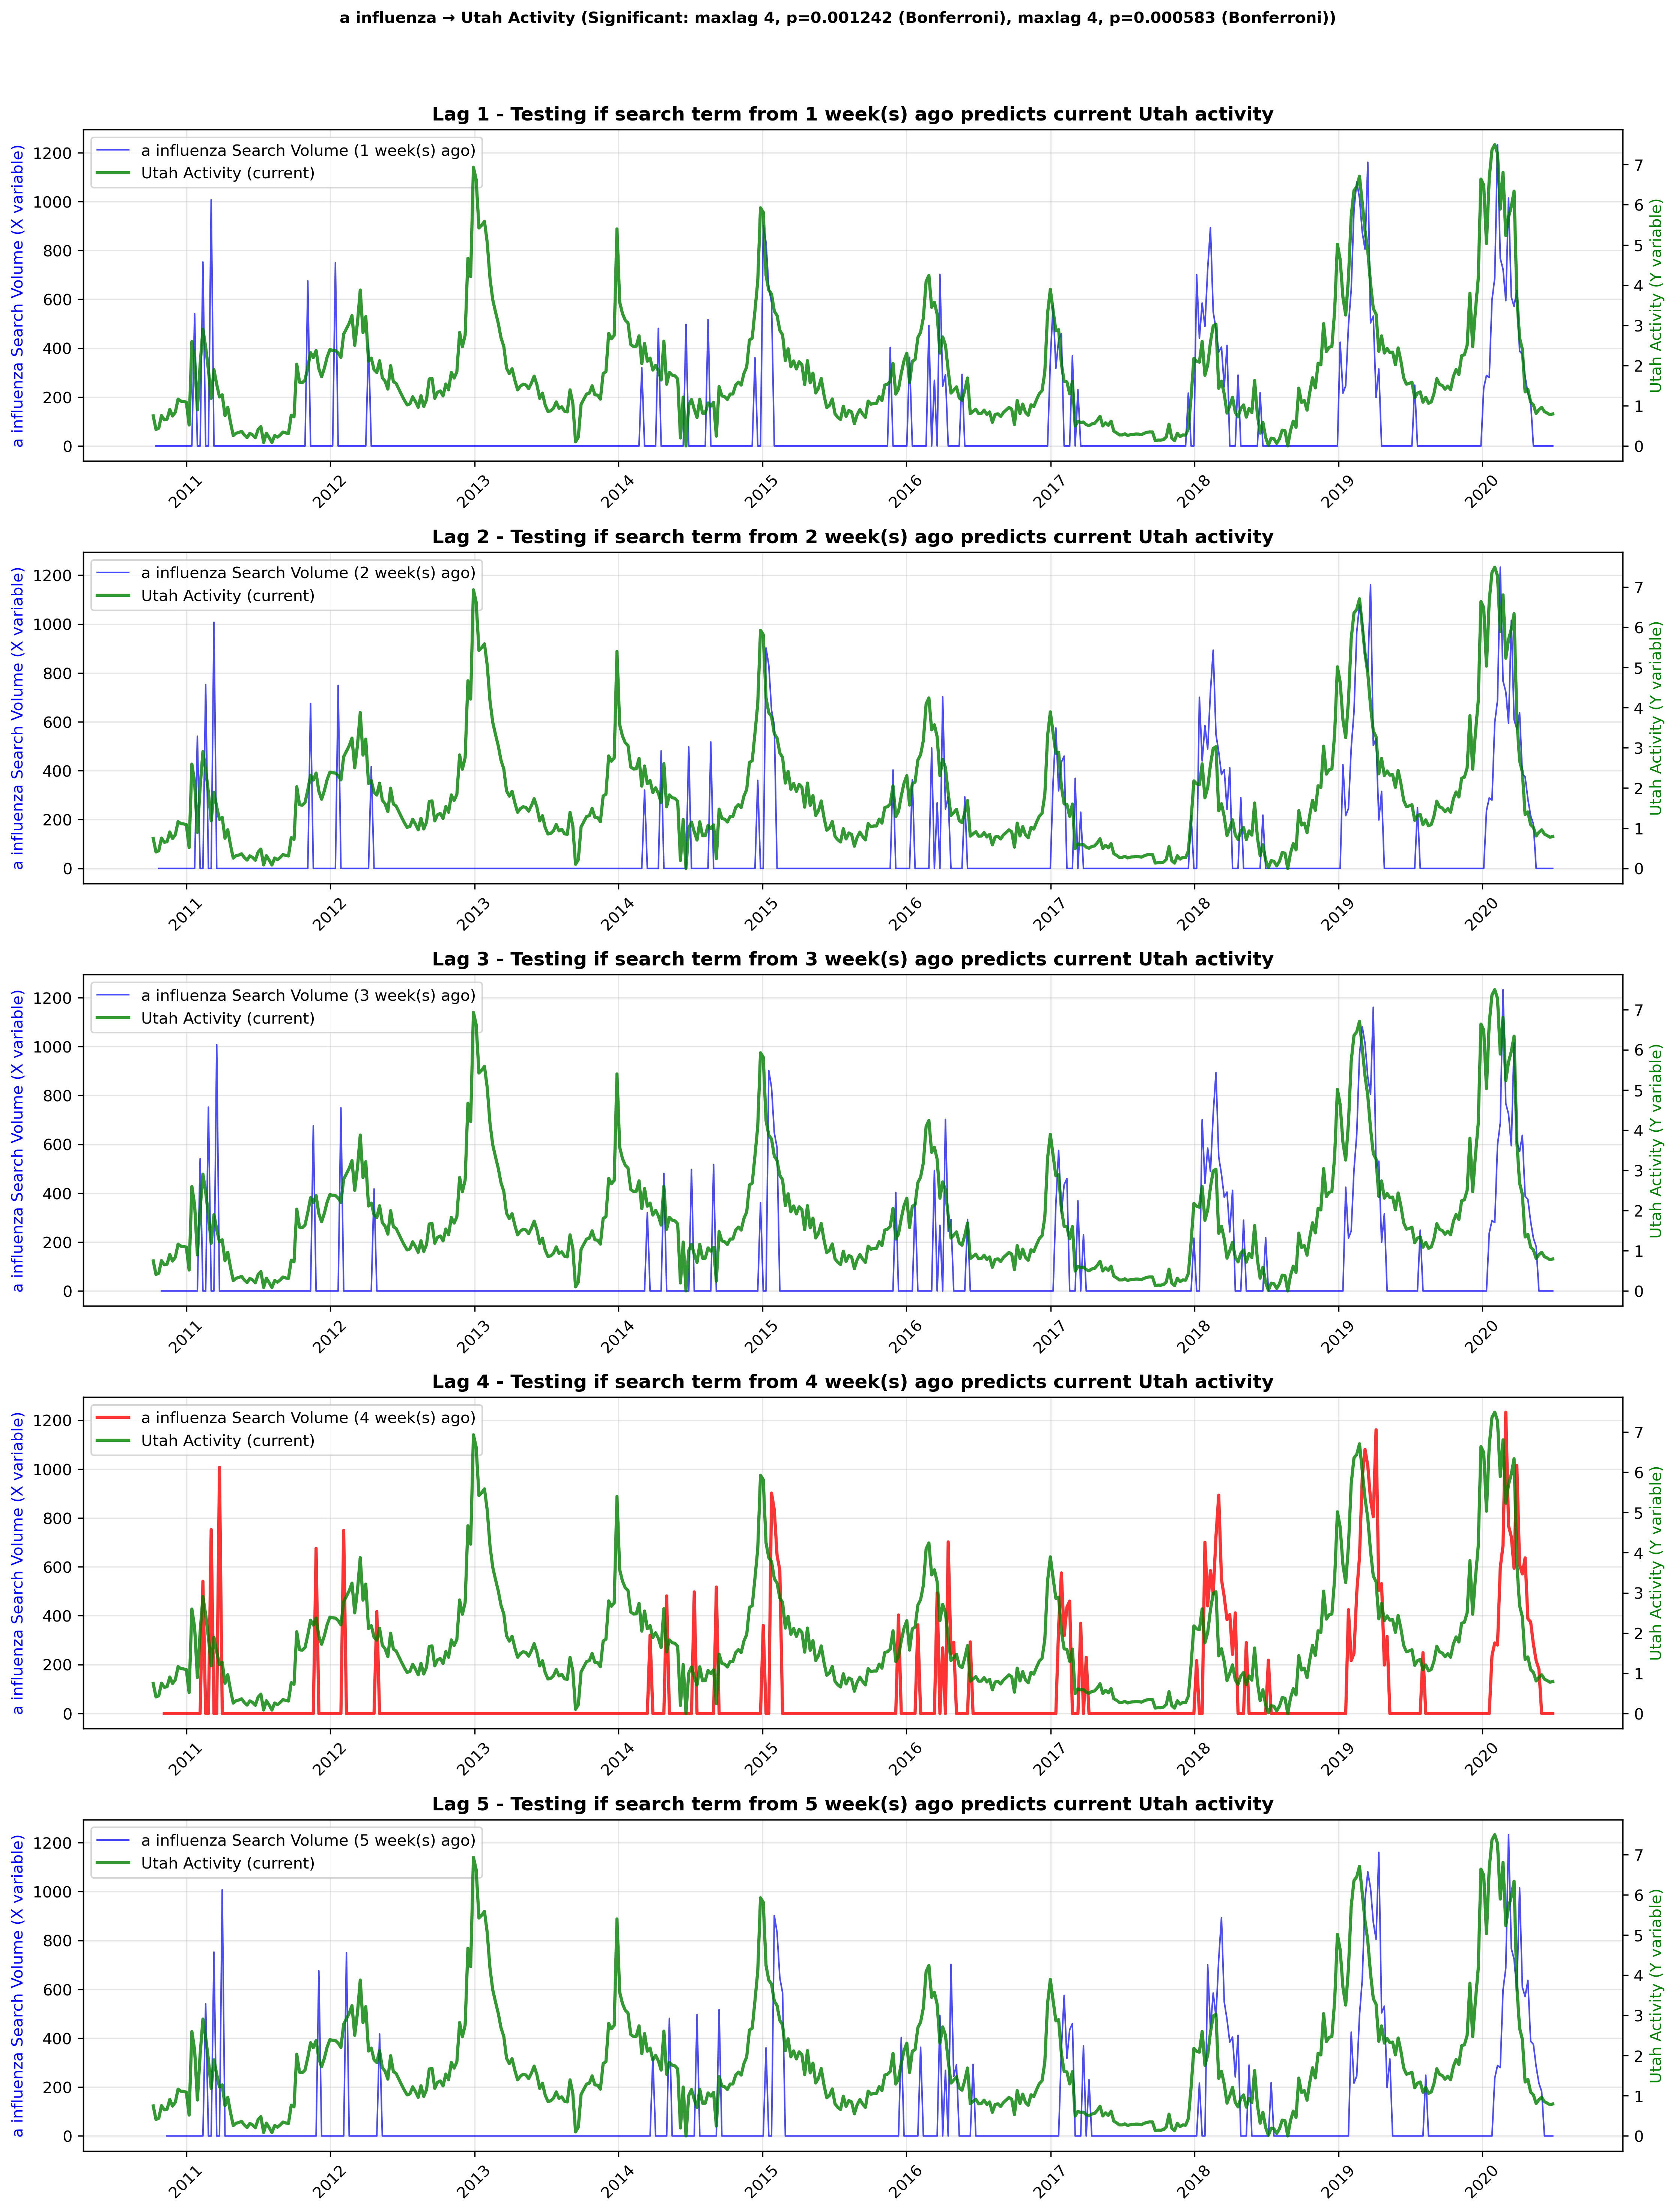 a influenza → Utah Activity (Significant: maxlag 4, p=0.001242 (Bonferroni), maxlag 4, p=0.000583 (Bonferroni))
Lag 1 - Testing if search term from 1 week(s) ago predicts current Utah activity
a influenza Search Volume (1 week(s) ago)
Utah Activity (current)
a influenza Search Volume (X variable)
1200
1000
800
600
400
200
0
7
6
5
4
3
2
1
0
Utah Activity (Y variable)
2011 2012 2013 2014 2015 2016 2017 2018 2019 2020
Lag 2 - Testing if search term from 2 week(s) ago predicts current Utah activity
a influenza Search Volume (2 week(s) ago)
Utah Activity (current)
a influenza Search Volume (X variable)
1200
1000
800
600
400
200
0
7
6
5
4
3
2
1
0
Utah Activity (Y variable)
2011 2012 2013 2014 2015 2016 2017 2018 2019 2020
Lag 3 - Testing if search term from 3 week(s) ago predicts current Utah activity
a influenza Search Volume (3 week(s) ago)
Utah Activity (current)
a influenza Search Volume (X variable)
1200
1000
800
600
400
200
0
7
6
5
4
3
2
1
0
Utah Activity (Y variable)
2011 2012 2013 2014 2015 2016 2017 2018 2019 2020
Lag 4 - Testing if search term from 4 week(s) ago predicts current Utah activity
a influenza Search Volume (4 week(s) ago)
Utah Activity (current)
a influenza Search Volume (X variable)
1200
1000
800
600
400
200
0
7
6
5
4
3
2
1
0
Utah Activity (Y variable)
2011 2012 2013 2014 2015 2016 2017 2018 2019 2020
Lag 5 - Testing if search term from 5 week(s) ago predicts current Utah activity
a influenza Search Volume (5 week(s) ago)
Utah Activity (current)
a influenza Search Volume (X variable)
1200
1000
800
600
400
200
0
7
6
5
4
3
2
1
0
Utah Activity (Y variable)
2011 2012 2013 2014 2015 2016 2017 2018 2019 2020